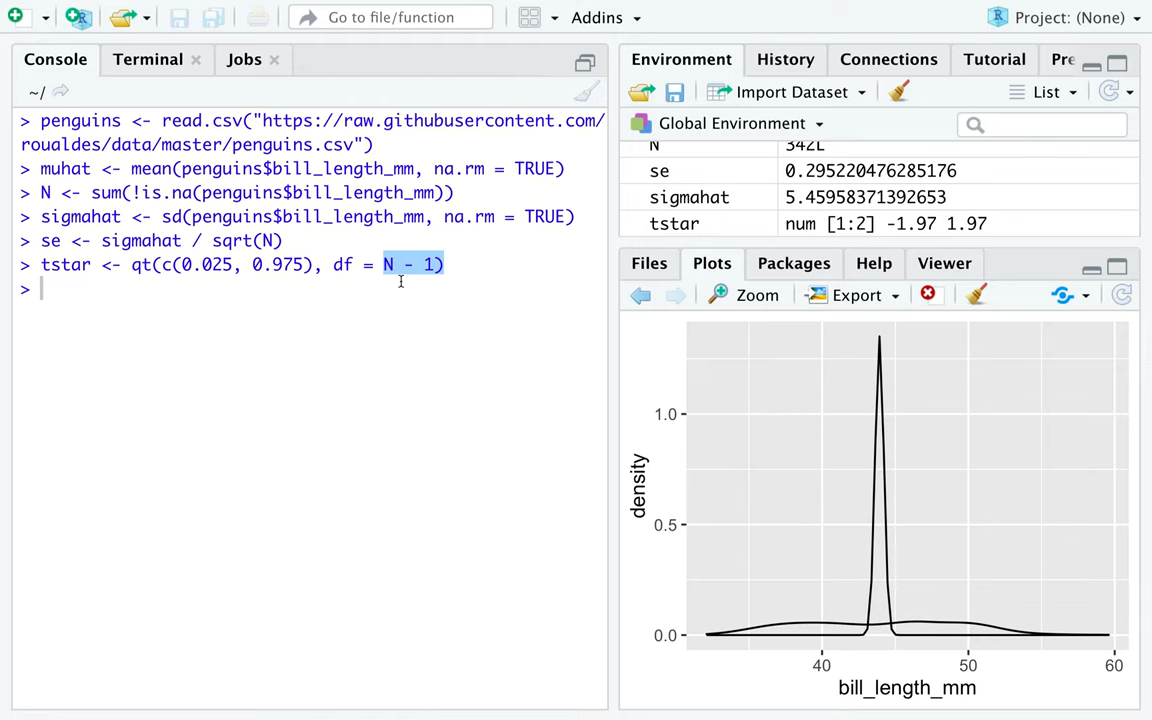 Go to file/function
Addins
Project: (None)
Console
Terminal
Jobs
~/
> penguins <- read.csv("https://raw.githubusercontent.com/
roualdes/data/master/penguins.csv")
> muhat <- mean(penguins$bill_length_mm, na.rm = TRUE)
> N <- sum(!is.na(penguins$bill_length_mm))
> sigmahat <- sd(penguins$bill_length_mm, na.rm = TRUE)
> se <- sigmahat / sqrt(N)
> tstar <- qt(c(0.025, 0.975), df = N - 1)
>
Environment
History
Connections
Tutorial
Pre
Import Dataset
List
Global Environment
N 342L
se 0.295220476285176
sigmahat 5.45958371392653
tstar num [1:2] -1.97 1.97
Files
Plots
Packages
Help
Viewer
Zoom
Export
density
1.0
0.5
0.0
40 50 60
bill_length_mm